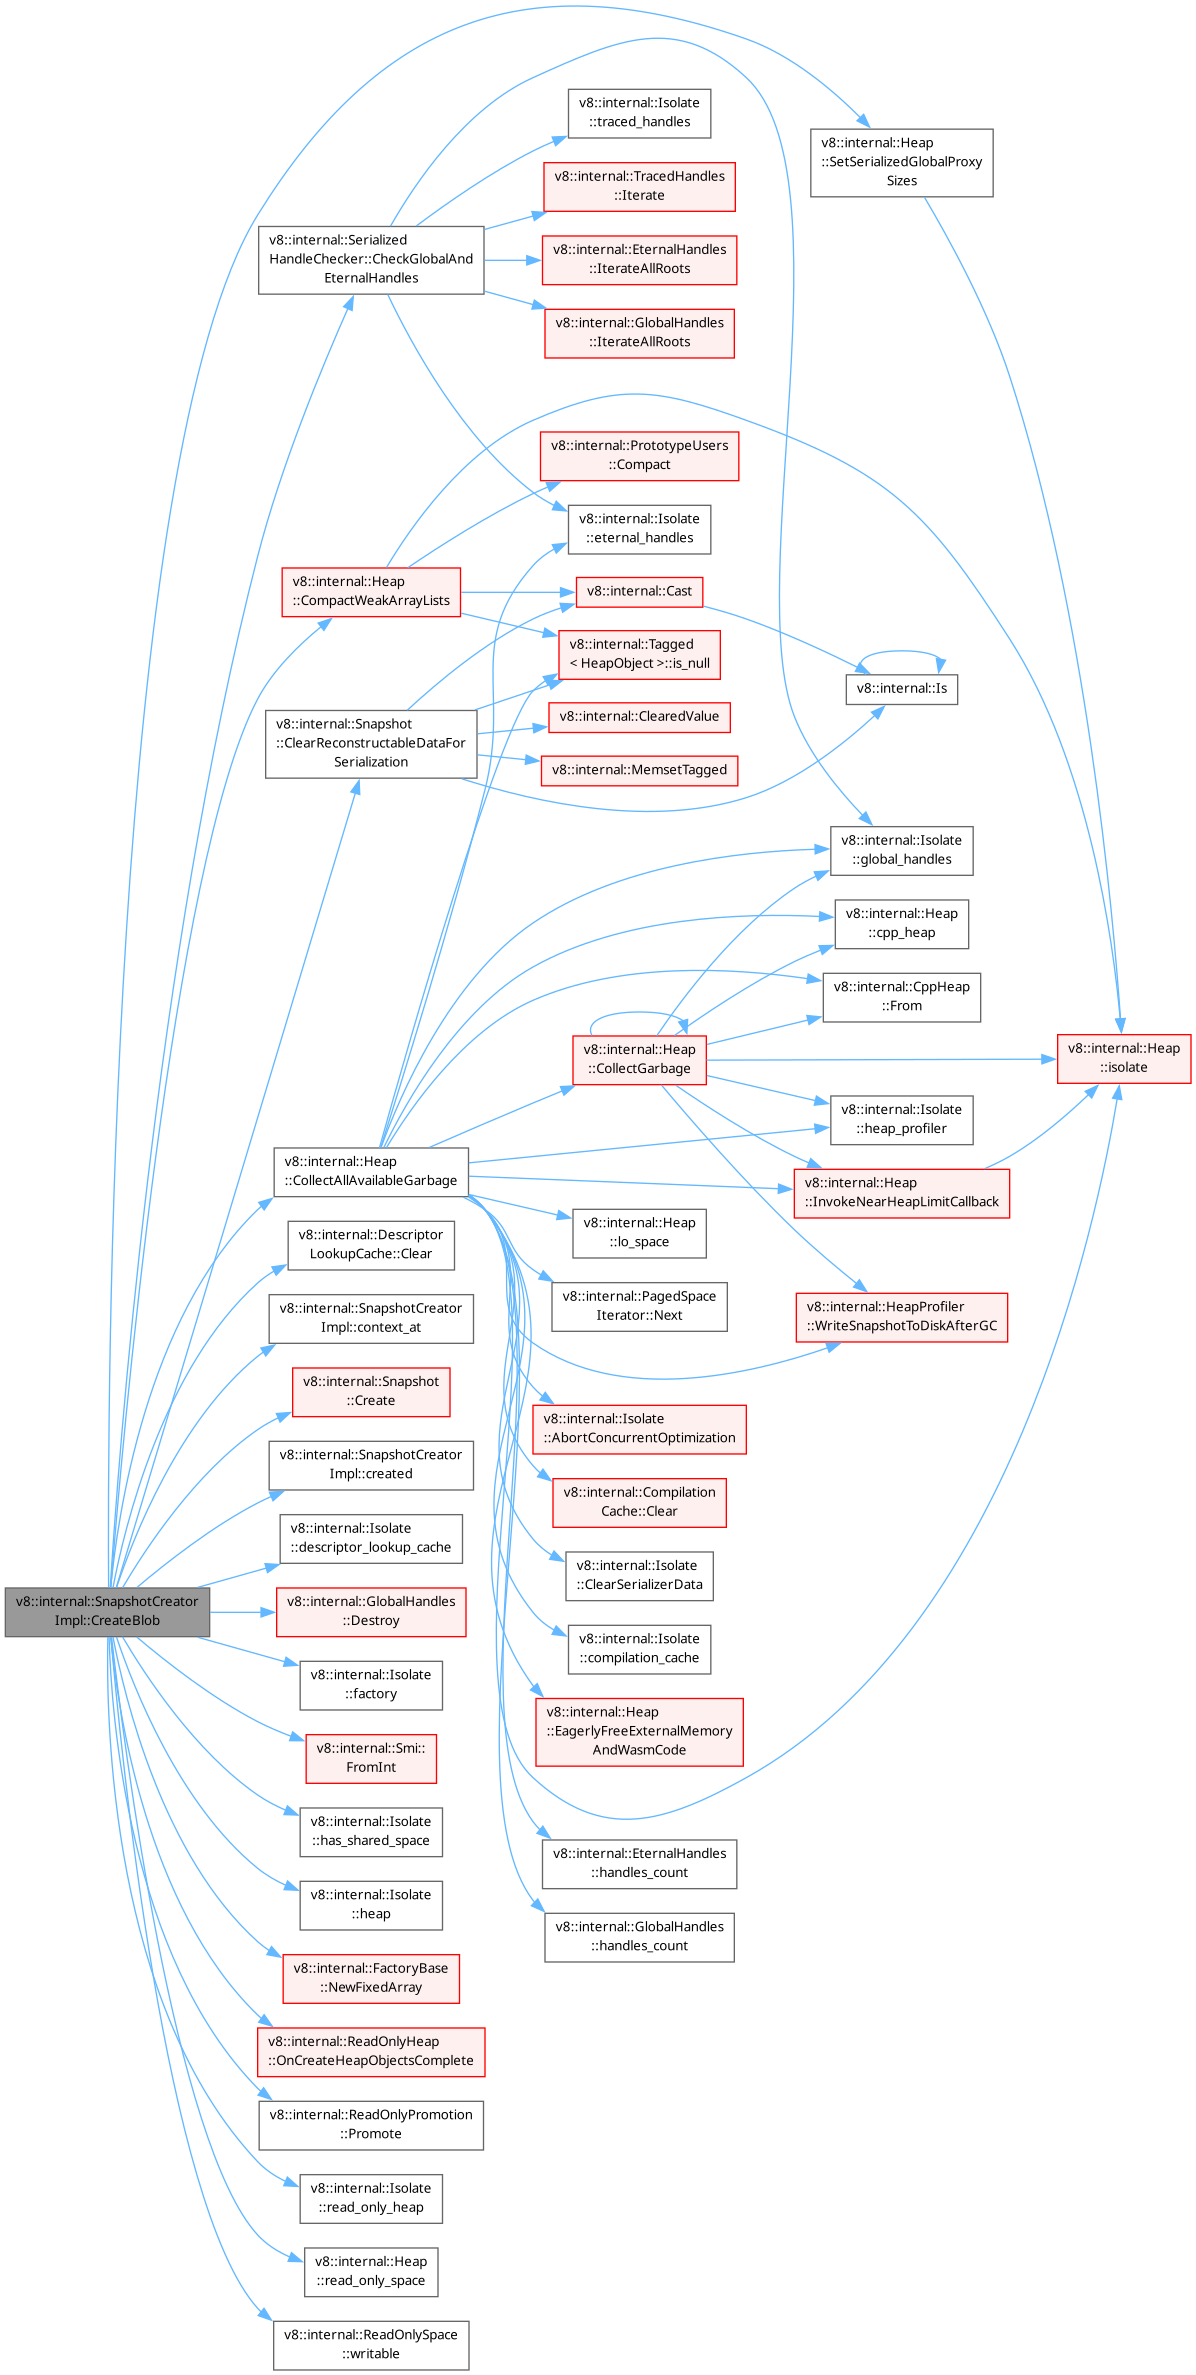 v8::internal::Isolate
::traced_handles
v8::internal::Heap
::SetSerializedGlobalProxy
Sizes
v8::internal::TracedHandles
::Iterate
v8::internal::Serialized
HandleChecker::CheckGlobalAnd
EternalHandles
v8::internal::EternalHandles
::IterateAllRoots
v8::internal::GlobalHandles
::IterateAllRoots
v8::internal::PrototypeUsers
::Compact
v8::internal::Isolate
::eternal_handles
v8::internal::Heap
::CompactWeakArrayLists
v8::internal::Cast
v8::internal::Tagged
< HeapObject >::is_null
v8::internal::Is
v8::internal::Snapshot
::ClearReconstructableDataFor
Serialization
v8::internal::ClearedValue
v8::internal::MemsetTagged
v8::internal::Isolate
::global_handles
v8::internal::Heap
::cpp_heap
v8::internal::CppHeap
::From
v8::internal::Heap
::CollectGarbage
v8::internal::Heap
::isolate
v8::internal::Isolate
::heap_profiler
v8::internal::Heap
::CollectAllAvailableGarbage
v8::internal::Heap
::InvokeNearHeapLimitCallback
v8::internal::Heap
::lo_space
v8::internal::Descriptor
LookupCache::Clear
v8::internal::PagedSpace
Iterator::Next
v8::internal::HeapProfiler
::WriteSnapshotToDiskAfterGC
v8::internal::SnapshotCreator
Impl::context_at
v8::internal::Snapshot
::Create
v8::internal::Isolate
::AbortConcurrentOptimization
v8::internal::SnapshotCreator
Impl::created
v8::internal::Compilation
Cache::Clear
v8::internal::Isolate
::descriptor_lookup_cache
v8::internal::Isolate
::ClearSerializerData
v8::internal::SnapshotCreator
Impl::CreateBlob
v8::internal::GlobalHandles
::Destroy
v8::internal::Isolate
::compilation_cache
v8::internal::Isolate
::factory
v8::internal::Heap
::EagerlyFreeExternalMemory
AndWasmCode
v8::internal::Smi::
FromInt
v8::internal::Isolate
::has_shared_space
v8::internal::EternalHandles
::handles_count
v8::internal::Isolate
::heap
v8::internal::GlobalHandles
::handles_count
v8::internal::FactoryBase
::NewFixedArray
v8::internal::ReadOnlyHeap
::OnCreateHeapObjectsComplete
v8::internal::ReadOnlyPromotion
::Promote
v8::internal::Isolate
::read_only_heap
v8::internal::Heap
::read_only_space
v8::internal::ReadOnlySpace
::writable